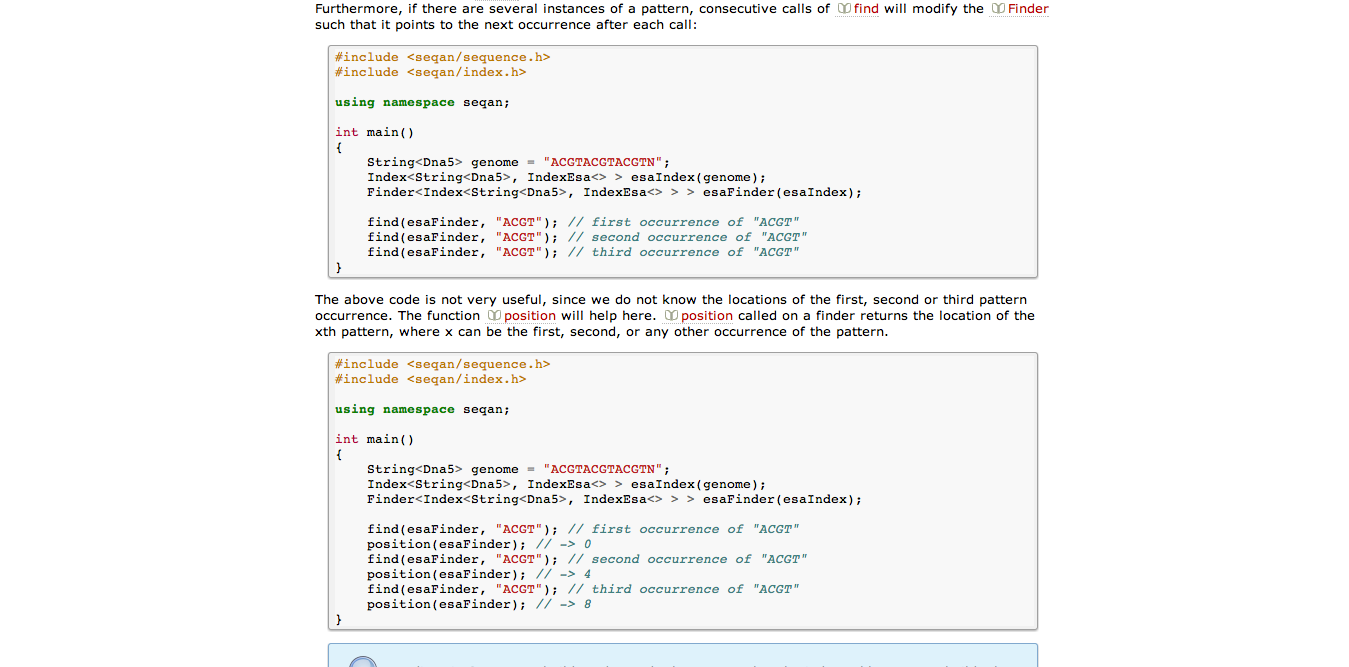 Furthermore, if there are several instances of a pattern, consecutive calls of find will modify the Finder
such that it points to the next occurrence after each call:
#include <seqan/sequence.h>
#include <seqan/index.h>
using namespace seqan;
int main()
{
String<Dna5> genome = "ACGTACGTACGTN";
Index<String<Dna5>, IndexEsa<> > esaIndex(genome);
Finder<Index<String<Dna5>, IndexEsa<> > > esaFinder(esaIndex);
find(esaFinder, "ACGT"); // first occurrence of "ACGT"
find(esaFinder, "ACGT"); // second occurrence of "ACGT"
find(esaFinder, "ACGT"); // third occurrence of "ACGT"
}
The above code is not very useful, since we do not know the locations of the first, second or third pattern
occurrence. The function position will help here. position called on a finder returns the location of the
xth pattern, where x can be the first, second, or any other occurrence of the pattern.
#include <seqan/sequence.h>
#include <seqan/index.h>
using namespace seqan;
int main()
{
String<Dna5> genome = "ACGTACGTACGTN";
Index<String<Dna5>, IndexEsa<> > esaIndex(genome);
Finder<Index<String<Dna5>, IndexEsa<> > > esaFinder(esaIndex);
find(esaFinder, "ACGT"); // first occurrence of "ACGT"
position(esaFinder); // -> 0
find(esaFinder, "ACGT"); // second occurrence of "ACGT"
position(esaFinder); // -> 4
find(esaFinder, "ACGT"); // third occurrence of "ACGT"
position(esaFinder); // -> 8
}